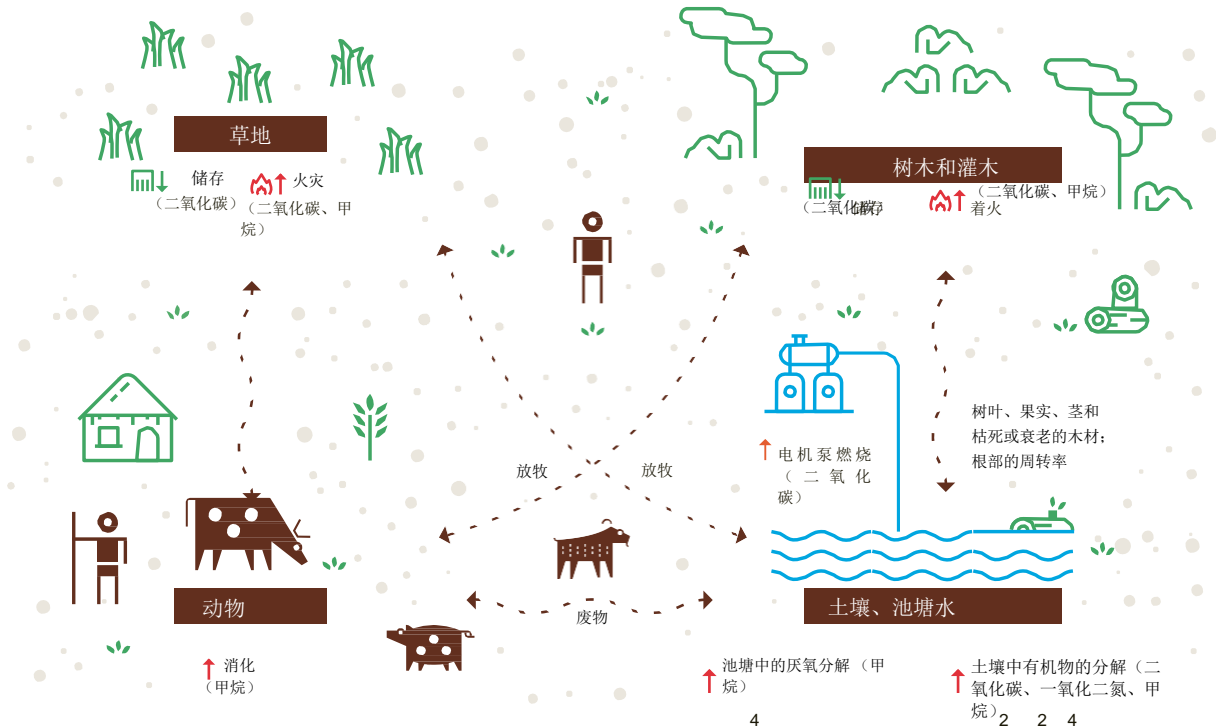 草地
储存
（二氧化碳）
火灾
（二氧化碳、甲
烷）
树木和灌木
储存
（二氧化碳）
（二氧化碳、甲烷）
着火
树叶、果实、茎和
枯死或衰老的木材;
根部的周转率
电机泵燃烧
（二氧化
碳）
放牧
放牧
动物
废物
土壤、池塘水
消化
（甲烷）
池塘中的厌氧分解（甲
烷）
4
土壤中有机物的分解（二
氧化碳、一氧化二氮、甲
烷）
2 2 4